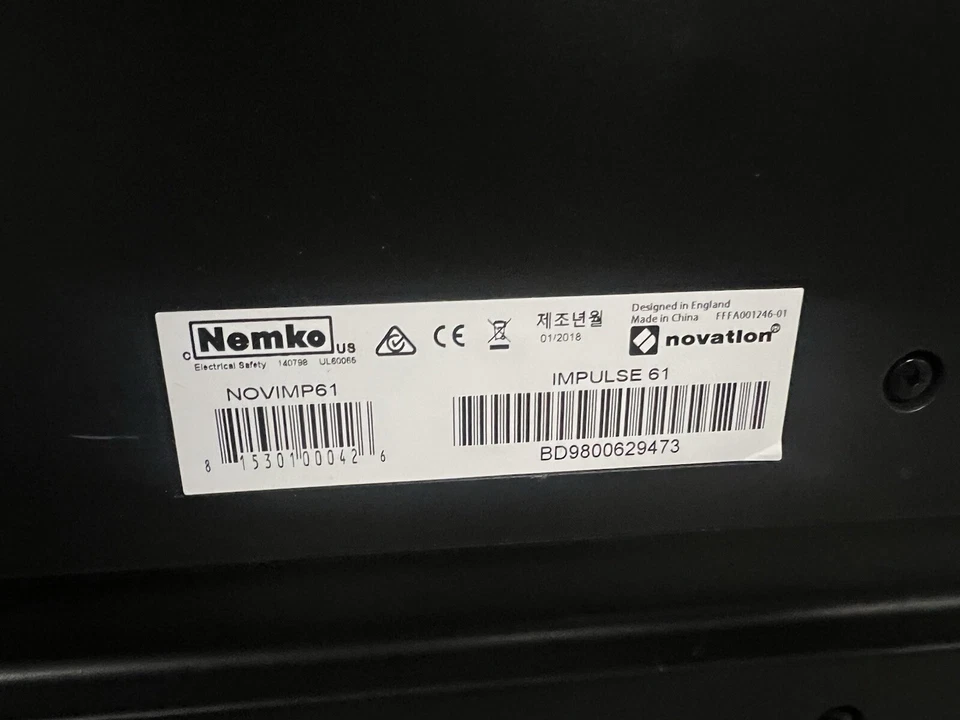 c Nemko US
Electrical Safety 140798 UL60065
CE
제조년월
01/2018
Designed in England
Made in China FFFA001246-01
novation®
NOVIMP61
8 15301 00042 6
IMPULSE 61
BD9800629473